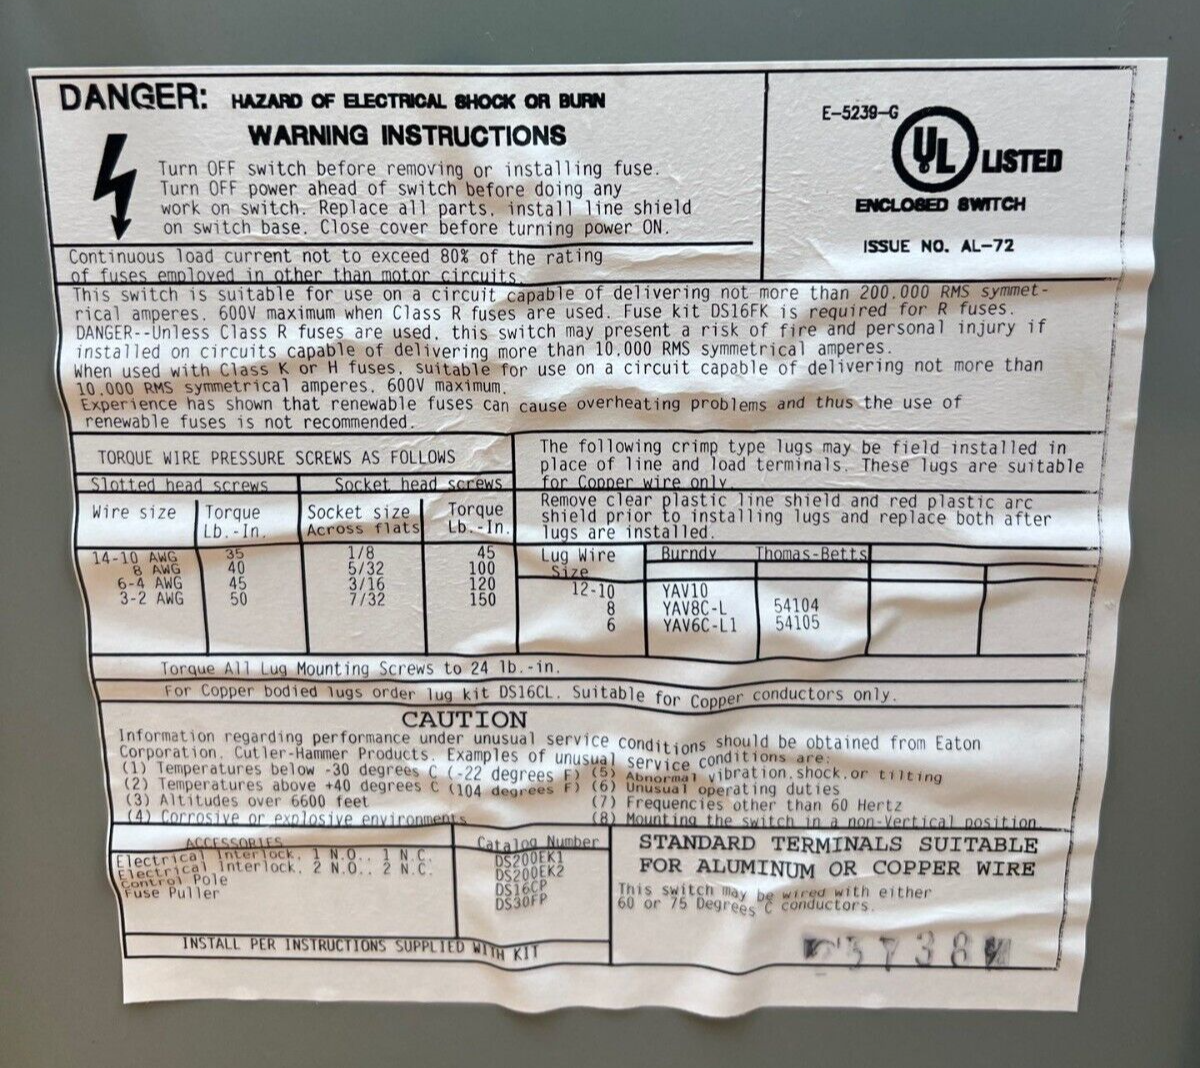 DANGER: HAZARD OF ELECTRICAL SHOCK OR BURN
WARNING INSTRUCTIONS
Turn OFF switch before removing or installing fuse.
Turn OFF power ahead of switch before doing any
work on switch. Replace all parts. install line shield
on switch base. Close cover before turning power ON.
E-5239-G
UL LISTED
ENCLOSED SWITCH
ISSUE NO. AL-72
Continuous load current not to exceed 80% of the rating
of fuses employed in other than motor circuits.
This switch is suitable for use on a circuit capable of delivering not more than 200.000 RMS symmet-
rical amperes. 600V maximum when Class R fuses are used. Fuse kit DS16FK is required for R fuses.
DANGER--Unless Class R fuses are used, this switch may present a risk of fire and personal injury if
installed on circuits capable of delivering more than 10.000 RMS symmetrical amperes.
When used with Class K or H fuses, suitable for use on a circuit capable of delivering not more than
10.000 RMS symmetrical amperes. 600V maximum.
Experience has shown that renewable fuses can cause overheating problems and thus the use of
renewable fuses is not recommended.
TORQUE WIRE PRESSURE SCREWS AS FOLLOWS
Slotted head screws Socket head screws
Wire size Torque Lb.-In. Socket size Across flats Torque Lb.-In.
14-10 AWG 35 1/8 45
8 AWG 40 5/32 100
6-4 AWG 45 3/16 120
3-2 AWG 50 7/32 150
The following crimp type lugs may be field installed in
place of line and load terminals. These lugs are suitable
for Copper wire only.
Remove clear plastic line shield and red plastic arc
shield prior to installing lugs and replace both after
lugs are installed.
Lug Wire Size Burndy Thomas-Betts
12-10 YAV10
8 YAV8C-L 54104
6 YAV6C-L1 54105
Torque All Lug Mounting Screws to 24 lb.-in.
For Copper bodied lugs order lug kit DS16CL. Suitable for Copper conductors only.
CAUTION
Information regarding performance under unusual service conditions should be obtained from Eaton
Corporation. Cutler-Hammer Products. Examples of unusual service conditions are:
(1) Temperatures below -30 degrees C (-22 degrees F) (5) Abnormal vibration.shock.or tilting
(2) Temperatures above +40 degrees C (104 degrees F) (6) Unusual operating duties
(3) Altitudes over 6600 feet (7) Frequencies other than 60 Hertz
(4) Corrosive or explosive environments (8) Mounting the switch in a non-Vertical position
ACCESSORIES Catalog Number
Electrical Interlock. 1 N.O.. 1 N.C. DS200EK1
Electrical Interlock. 2 N.O.. 2 N.C. DS200EK2
Control Pole DS16CP
Fuse Puller DS30FP
INSTALL PER INSTRUCTIONS SUPPLIED WITH KIT
STANDARD TERMINALS SUITABLE
FOR ALUMINUM OR COPPER WIRE
This switch may be wired with either
60 or 75 Degrees C conductors.